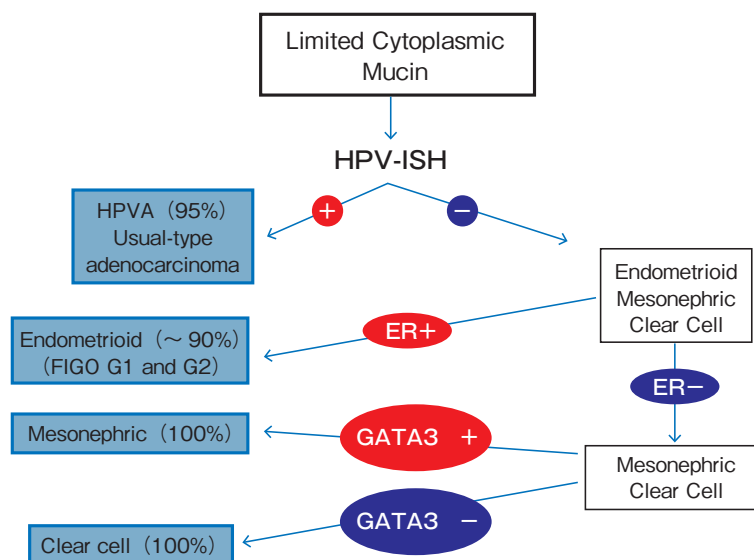 Limited Cytoplasmic
Mucin
HPV-ISH
+
−
HPVA (95%)
Usual-type
adenocarcinoma
Endometrioid
Mesonephric
Clear Cell
ER+
Endometrioid (～ 90%)
(FIGO G1 and G2)
ER−
Mesonephric (100%)
GATA3 +
Mesonephric
Clear Cell
GATA3 −
Clear cell (100%)